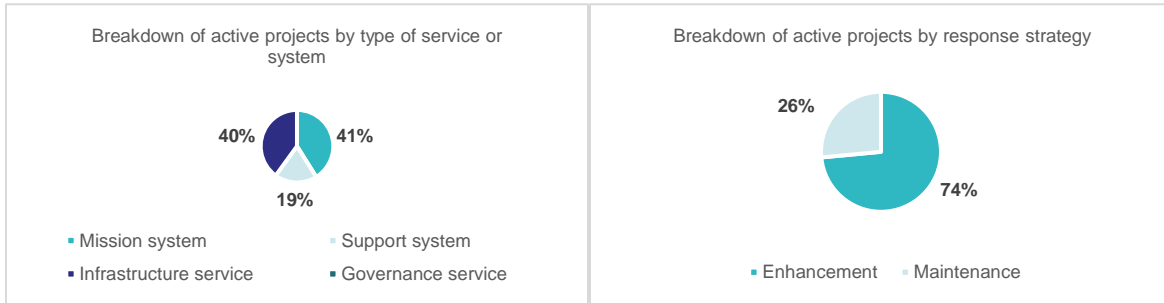 Breakdown of active projects by type of service or
system
40%
41%
19%
Mission system
Support system
Infrastructure service
Governance service
Breakdown of active projects by response strategy
26%
74%
Enhancement
Maintenance